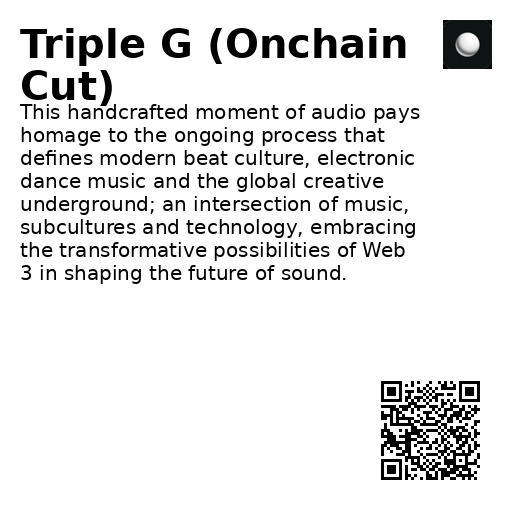 Triple G (Onchain
Cut)
This handcrafted moment of audio pays
homage to the ongoing process that
defines modern beat culture, electronic
dance music and the global creative
underground; an intersection of music,
subcultures and technology, embracing
the transformative possibilities of Web
3 in shaping the future of sound.